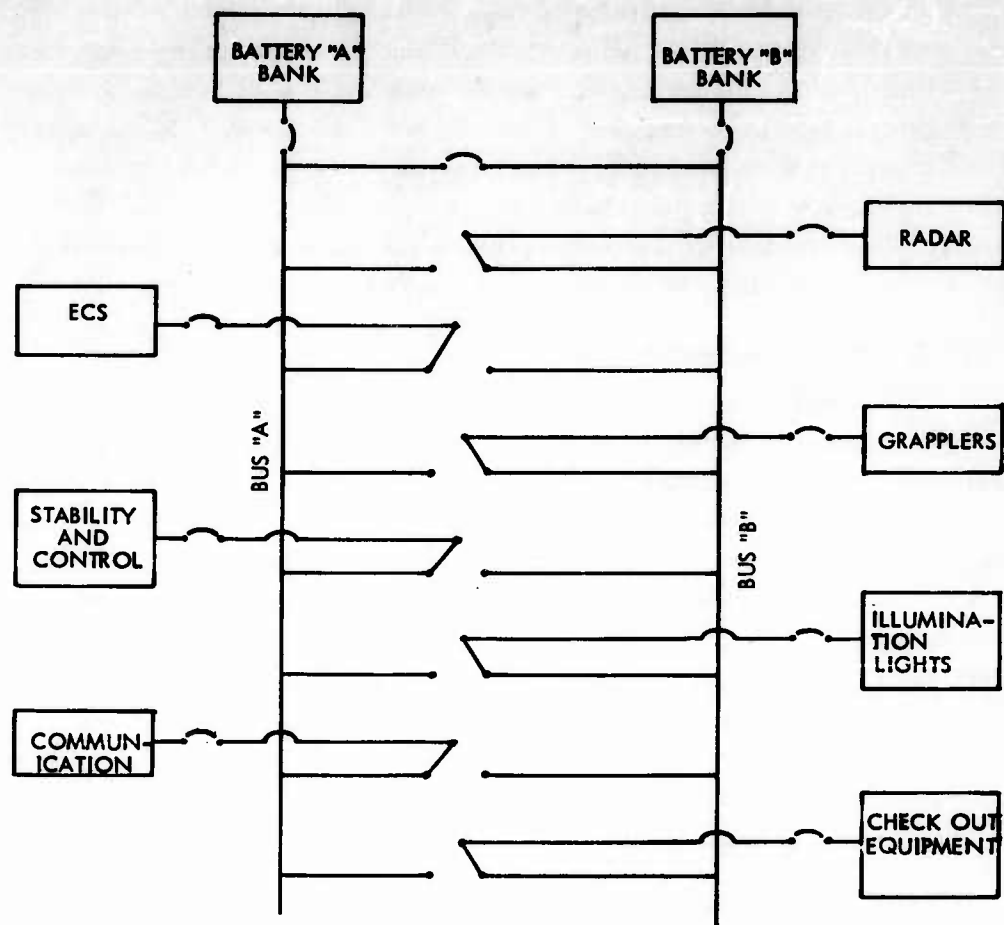 BATTERY "A"
BANK
BATTERY "B"
BANK
RADAR
ECS
BUS "A"
GRAPPLERS
STABILITY
AND
CONTROL
BUS "B"
ILLUMINA-
TION
LIGHTS
COMMUN-
ICATION
CHECK OUT
EQUIPMENT